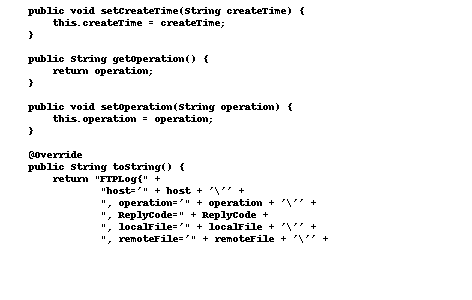 public void setCreateTime(String createTime) {
this.createTime = createTime;
}
public String getOperation() {
return operation;
}
public void setOperation(String operation) {
this.operation = operation;
}
@Override
public String toString() {
return "FTPLog{" +
"host='" + host + '\'' +
", operation='" + operation + '\'' +
", ReplyCode=" + ReplyCode +
", localFile='" + localFile + '\'' +
", remoteFile='" + remoteFile + '\'' +